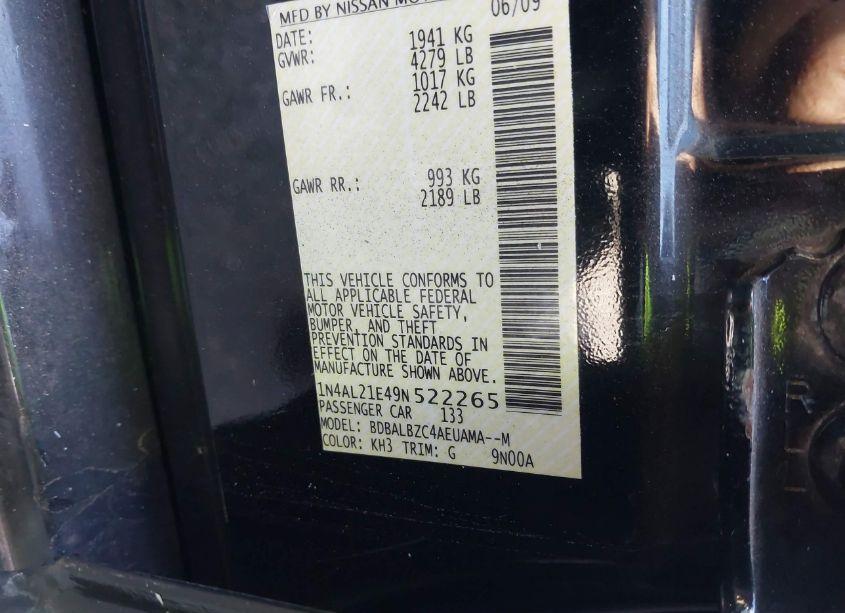 MFD BY NISSAN MOT
DATE: 06/09
GVWR: 1941 KG
4279 LB
GAWR FR.: 1017 KG
2242 LB
GAWR RR.: 993 KG
2189 LB
THIS VEHICLE CONFORMS TO
ALL APPLICABLE FEDERAL
MOTOR VEHICLE SAFETY,
BUMPER, AND THEFT
PREVENTION STANDARDS IN
EFFECT ON THE DATE OF
MANUFACTURE SHOWN ABOVE.
1N4AL21E49N522265
PASSENGER CAR 133
MODEL: BDBALBZC4AEUAMA--M
COLOR: KH3 TRIM: G 9N00A